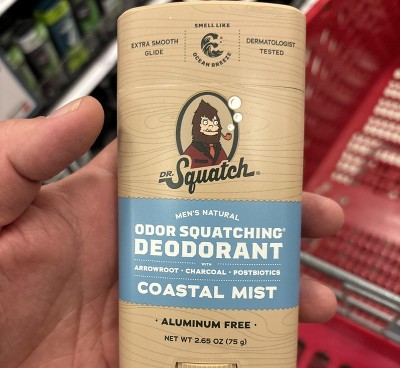 SMELL LIKE
EXTRA SMOOTH GLIDE
OCEAN BREEZE
DERMATOLOGIST TESTED
DR. Squatch®
MEN'S NATURAL
ODOR SQUATCHING®
DEODORANT
WITH
ARROWROOT · CHARCOAL · POSTBIOTICS
COASTAL MIST
· ALUMINUM FREE ·
NET WT 2.65 OZ (75 g)